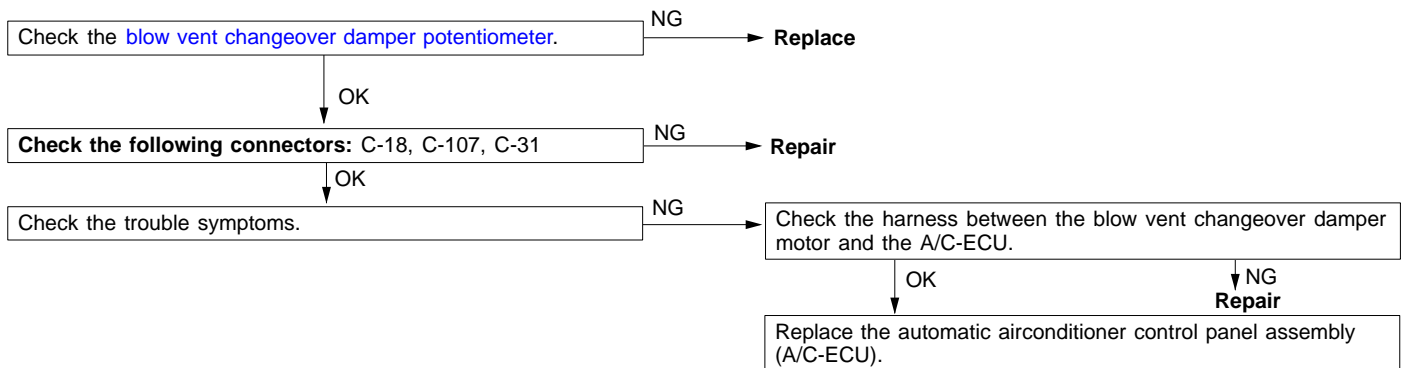 Check the blow vent changeover damper potentiometer.
NG
Replace
OK
Check the following connectors: C-18, C-107, C-31
NG
Repair
OK
Check the trouble symptoms.
NG
Check the harness between the blow vent changeover damper
motor and the A/C-ECU.
OK
NG
Repair
Replace the automatic airconditioner control panel assembly
(A/C-ECU).